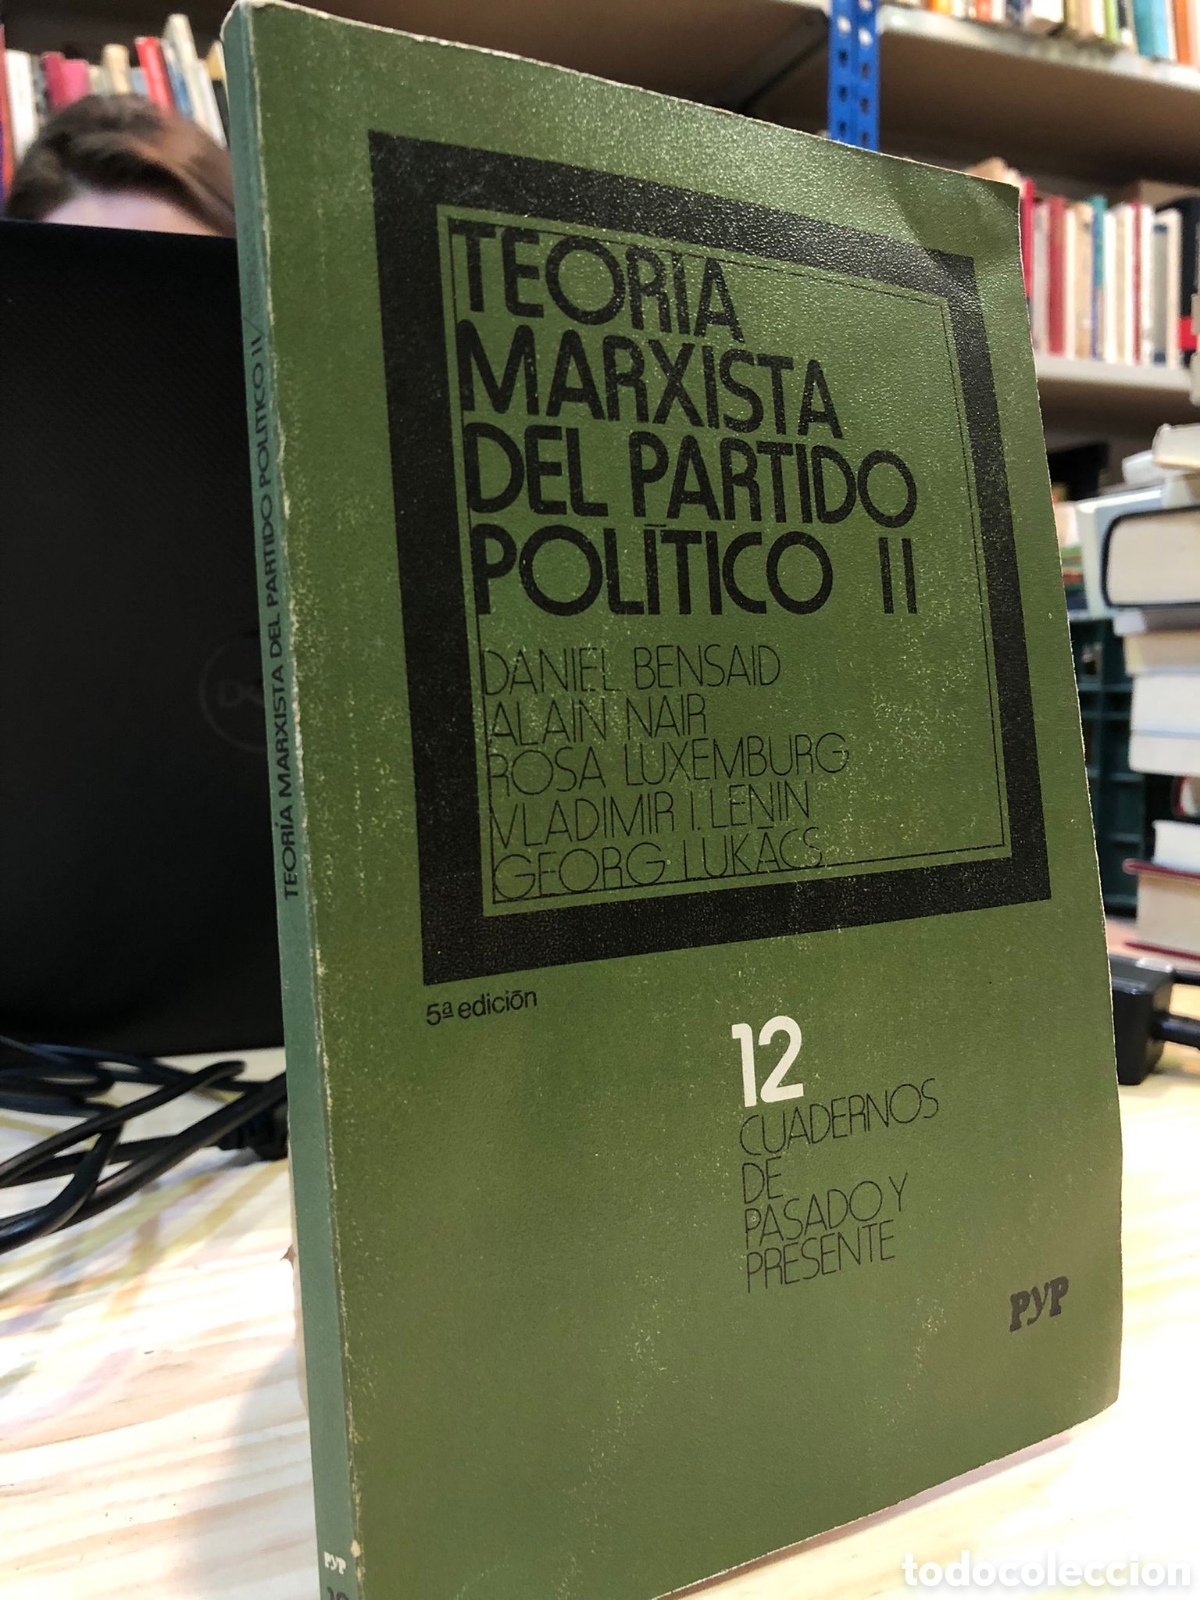 TEORÍA
MARXISTA
DEL PARTIDO
POLÍTICO II
DANIEL BENSAID
ALAIN NAIR
ROSA LUXEMBURG
VLADIMIR I. LENIN
GEORG LUKÁCS
5ª edición
12
CUADERNOS
DE
PASADO Y
PRESENTE
PYP
TEORÍA MARXISTA DEL PARTIDO POLÍTICO II/
PYP
todocoleccion